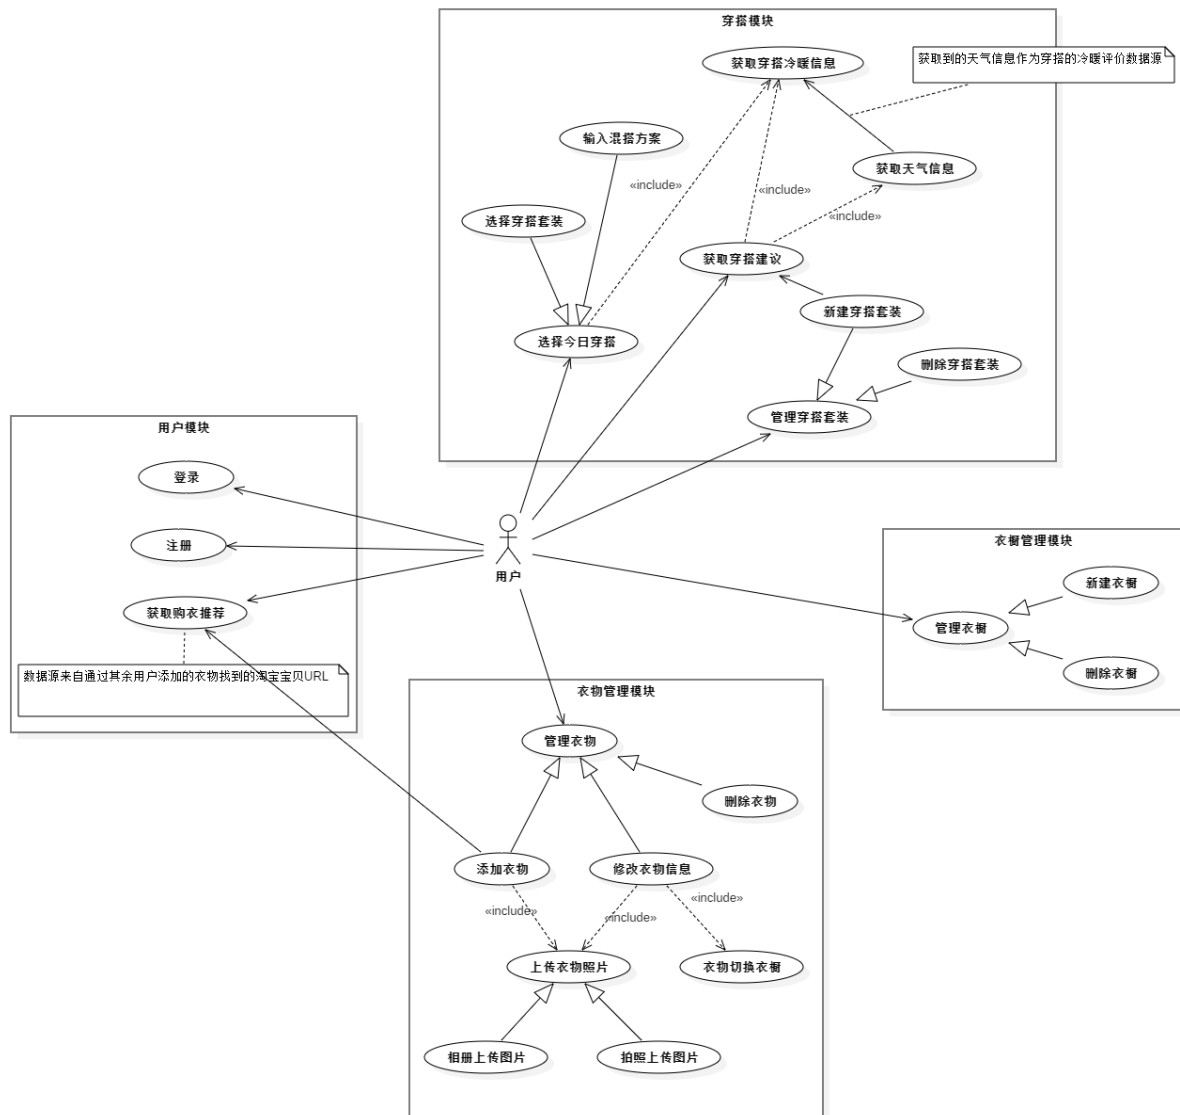 穿搭模块
获取穿搭冷暖信息
获取到的天气信息作为穿搭的冷暖评价数据源
输入混搭方案
获取天气信息
«include»
«include»
«include»
选择穿搭套装
获取穿搭建议
新建穿搭套装
选择今日穿搭
删除穿搭套装
管理穿搭套装
用户模块
登录
注册
获取购衣推荐
数据源来自通过其余用户添加的衣物找到的淘宝宝贝URL
用户
衣橱管理模块
新建衣橱
管理衣橱
删除衣橱
衣物管理模块
管理衣物
删除衣物
添加衣物
修改衣物信息
«include»
«include»
«include»
上传衣物照片
衣物切换衣橱
相册上传图片
拍照上传图片